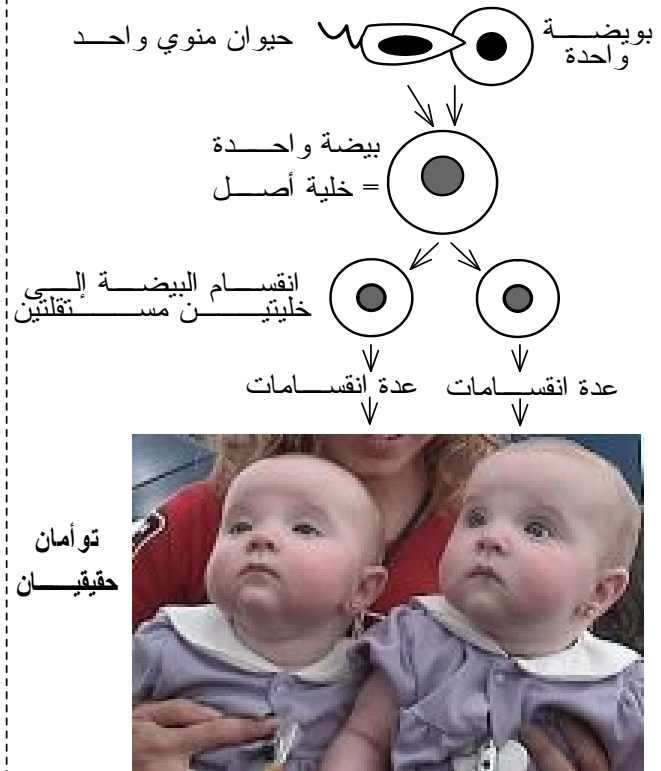 بويضة
واحدة
حيوان منوي واحد
بيضة واحدة
= خلية أصل
انقسام البيضة إلى
خليتين مستقلتين
عدة انقسامات
عدة انقسامات
توأمان
حقيقيان